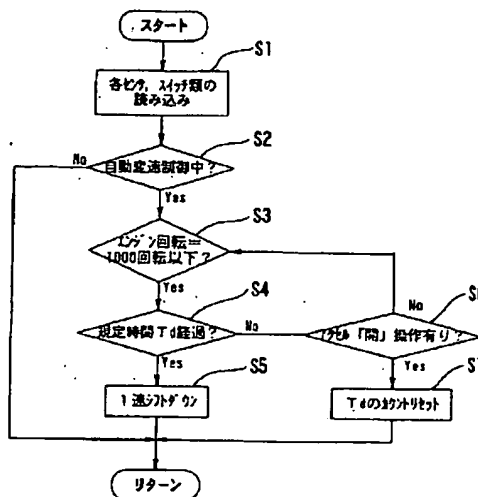 スタート
S1
各センサ，スイッチ類の
読み込み
S2
自動変速制御中？
No
Yes
S3
エンジン回転＝
1000回転以下？
Yes
S4
規定時間Td経過？
No
Yes
アクセル「開」操作有り？
No
Yes
S5
1速シフトダウン
Tdのカウントリセット
リターン